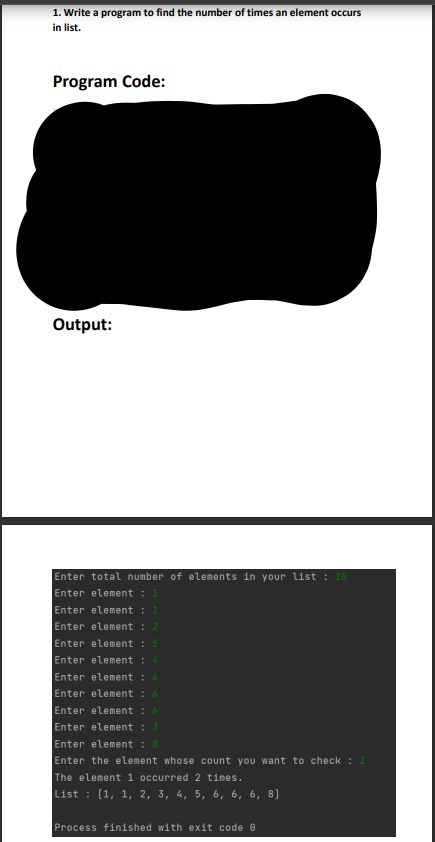 1. Write a program to find the number of times an element occurs
in list.
Program Code:
Output:
Enter total number of elements in your list : 10
Enter element : 1
Enter element : 1
Enter element : 2
Enter element : 5
Enter element : 4
Enter element : 6
Enter element : 6
Enter element : 6
Enter element : 3
Enter element : 8
Enter the element whose count you want to check : 1
The element 1 occurred 2 times.
List : [1, 1, 2, 3, 4, 5, 6, 6, 6, 8]
Process finished with exit code 0